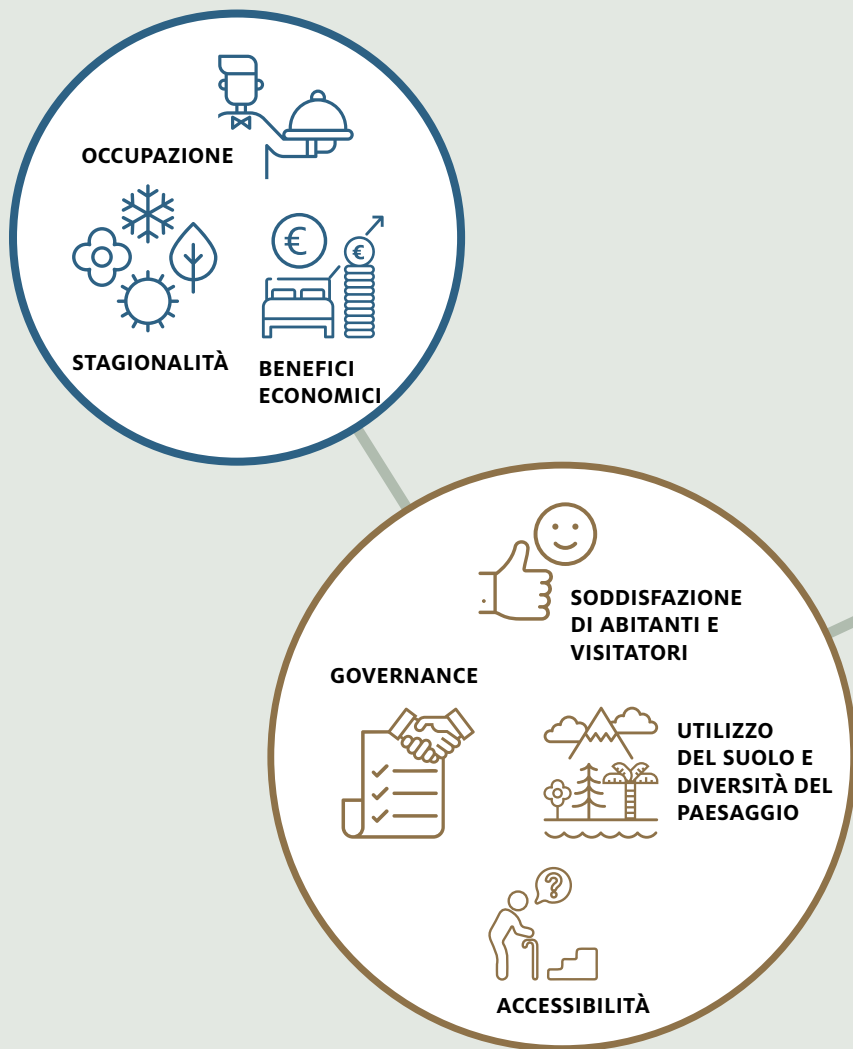 OCCUPAZIONE
€
€
STAGIONALITÀ
BENEFICI
ECONOMICI
SODDISFAZIONE
DI ABITANTI E
VISITATORI
GOVERNANCE
UTILIZZO
DEL SUOLO E
DIVERSITÀ DEL
PAESAGGIO
?
ACCESSIBILITÀ